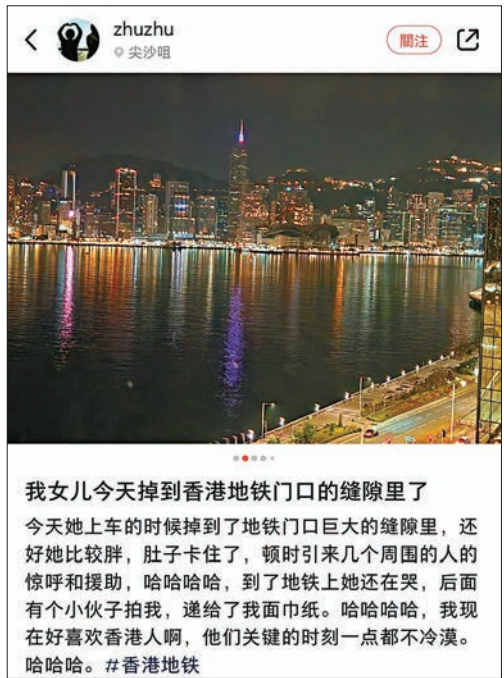 zhuzhu
尖沙咀
關注
我女儿今天掉到香港地铁门口的缝隙里了
今天她上车的时候掉到了地铁门口巨大的缝隙里，还
好她比较胖，肚子卡住了，顿时引来几个周围的人的
惊呼和援助，哈哈哈哈，到了地铁上她还在哭，后面
有个小伙子拍我，递给了我面巾纸。哈哈哈哈，我现
在好喜欢香港人啊，他们关键的时刻一点都不冷漠。
哈哈哈。#香港地铁